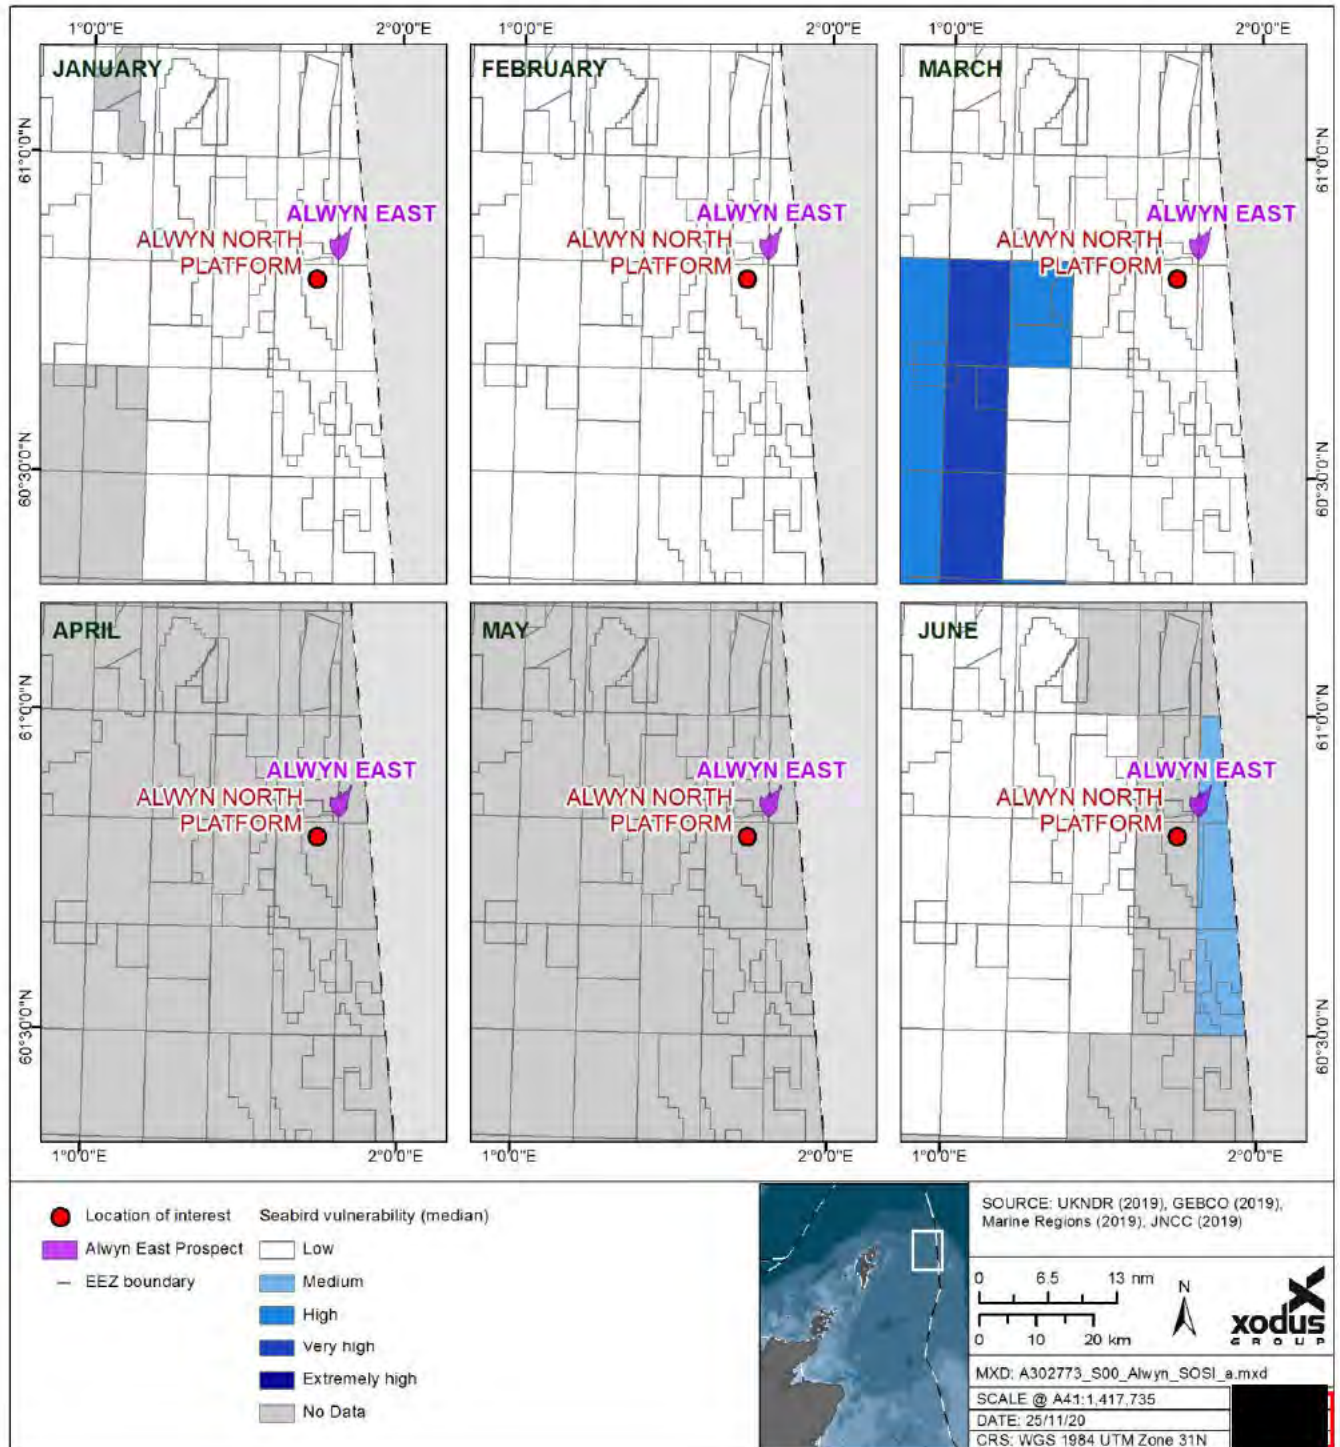 1°0'0"E 2°0'0"E 1°0'0"E 2°0'0"E 1°0'0"E 2°0'0"E
JANUARY
FEBRUARY
MARCH
61°0'0"N
61°0'0"N
ALWYN EAST
ALWYN NORTH
PLATFORM
ALWYN EAST
ALWYN NORTH
PLATFORM
ALWYN EAST
ALWYN NORTH
PLATFORM
60°30'0"N
60°30'0"N
APRIL
MAY
JUNE
61°0'0"N
61°0'0"N
ALWYN EAST
ALWYN NORTH
PLATFORM
ALWYN EAST
ALWYN NORTH
PLATFORM
ALWYN EAST
ALWYN NORTH
PLATFORM
60°30'0"N
60°30'0"N
1°0'0"E 2°0'0"E 1°0'0"E 2°0'0"E 1°0'0"E 2°0'0"E
Location of interest
Alwyn East Prospect
EEZ boundary
Seabird vulnerability (median)
Low
Medium
High
Very high
Extremely high
No Data
SOURCE: UKNDR (2019), GEBCO (2019),
Marine Regions (2019), JNCC (2019)
0 6.5 13 nm
0 10 20 km
N
xodus
GROUP
MXD: A302773_S00_Alwyn_SOSI_a.mxd
SCALE @ A41:1,417,735
DATE: 25/11/20
CRS: WGS 1984 UTM Zone 31N